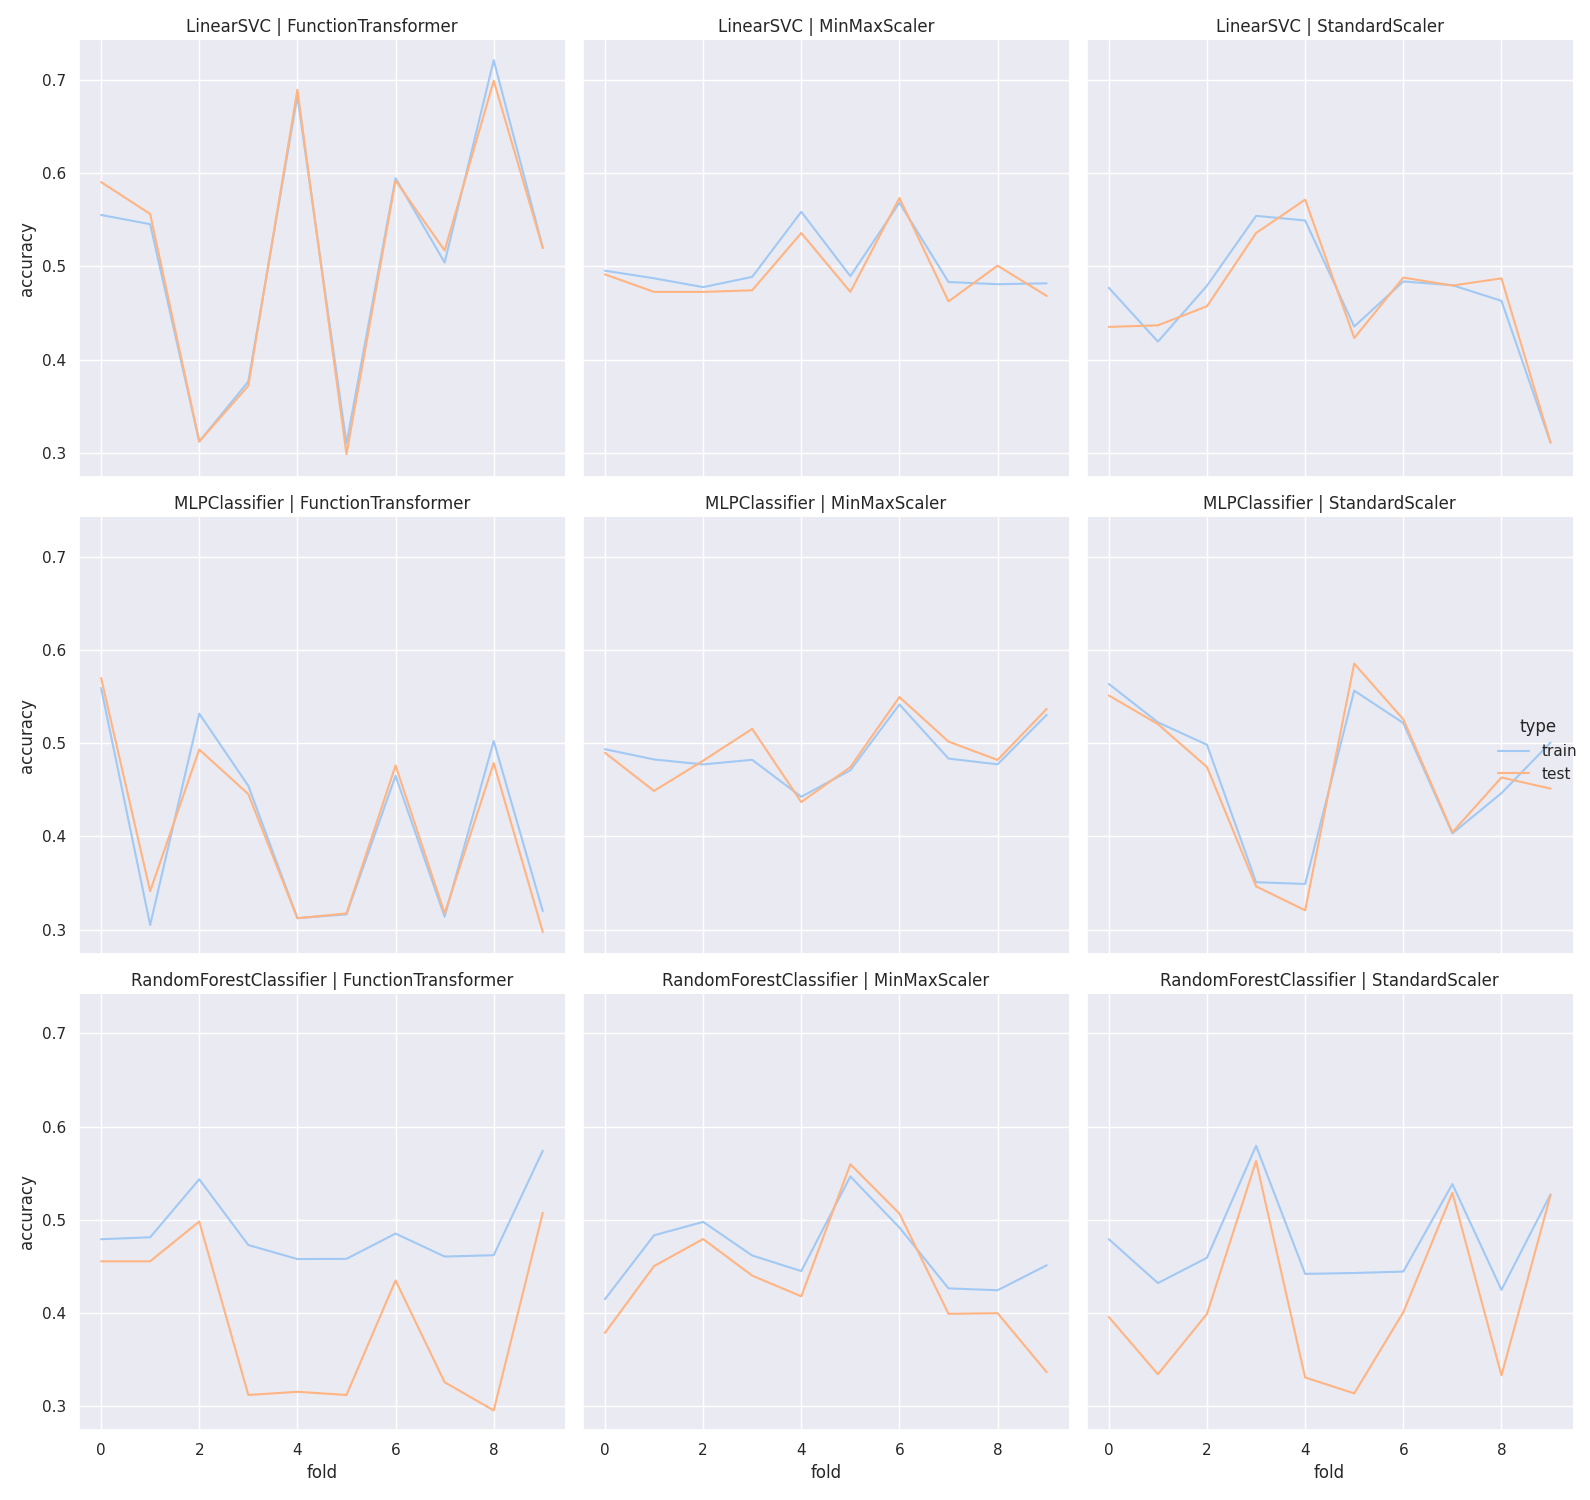 LinearSVC | FunctionTransformer
LinearSVC | MinMaxScaler
LinearSVC | StandardScaler
0.7
0.6
0.5
0.4
0.3
accuracy
MLPClassifier | FunctionTransformer
MLPClassifier | MinMaxScaler
MLPClassifier | StandardScaler
0.7
0.6
0.5
0.4
0.3
accuracy
type
train
test
RandomForestClassifier | FunctionTransformer
RandomForestClassifier | MinMaxScaler
RandomForestClassifier | StandardScaler
0.7
0.6
0.5
0.4
0.3
accuracy
0 2 4 6 8
0 2 4 6 8
0 2 4 6 8
fold
fold
fold